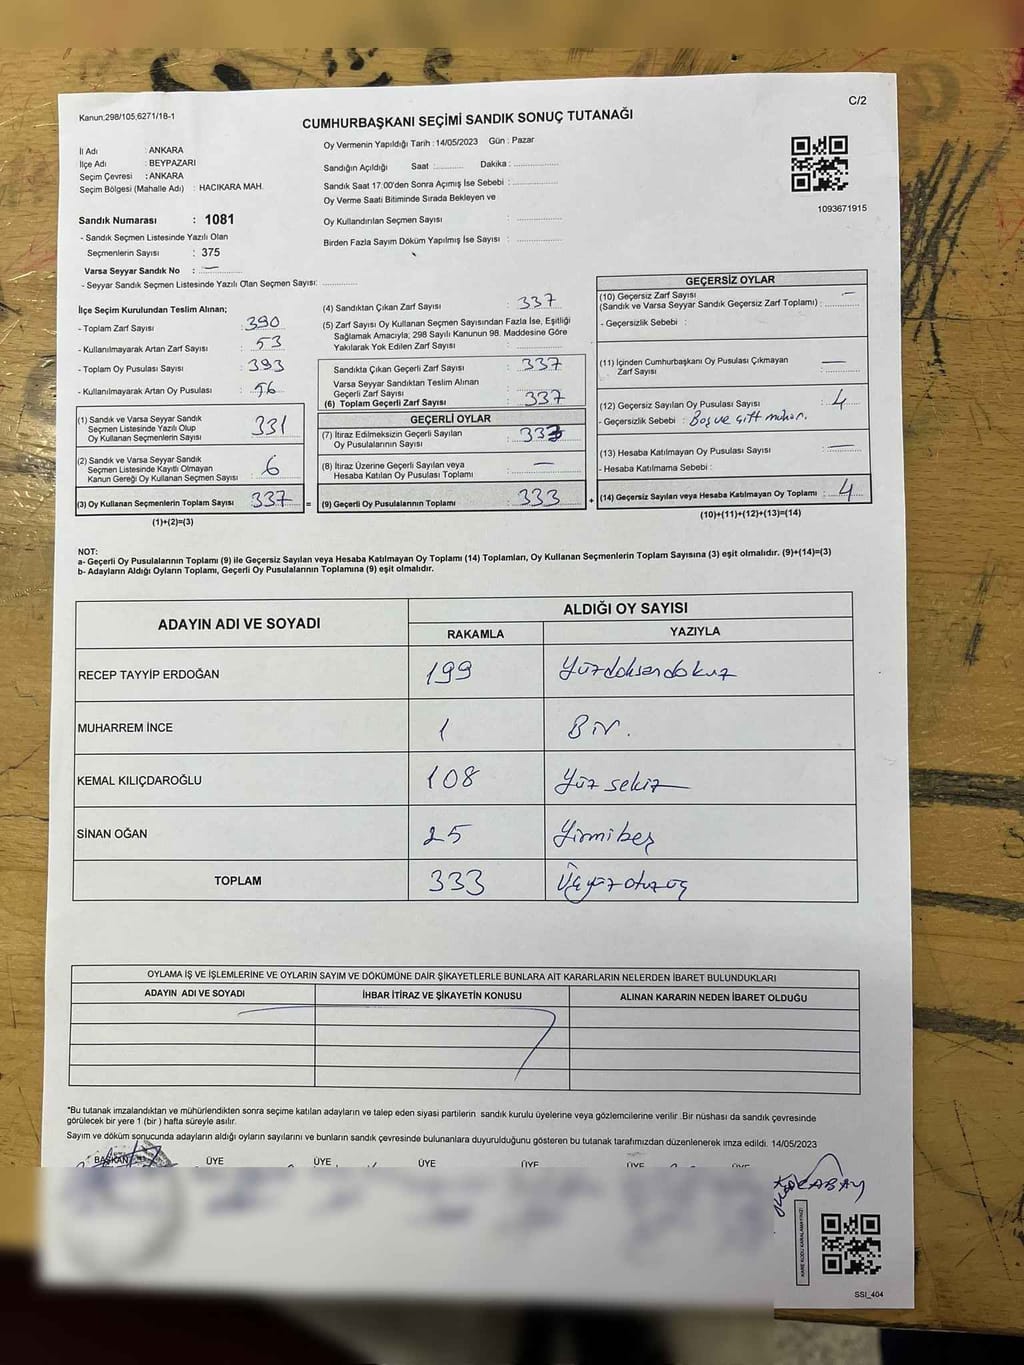 Kanun;298/105;6271/18-1
C/2
CUMHURBAŞKANI SEÇİMİ SANDIK SONUÇ TUTANAĞI
İl Adı : ANKARA
İlçe Adı : BEYPAZARI
Seçim Çevresi : ANKARA
Seçim Bölgesi (Mahalle Adı) : HACIKARA MAH.
Oy Vermenin Yapıldığı Tarih : 14/05/2023 Gün : Pazar
Sandığın Açıldığı Saat : Dakika :
Sandık Saat 17:00'den Sonra Açımış İse Sebebi :
Oy Verme Saati Bitiminde Sırada Bekleyen ve
Oy Kullandırılan Seçmen Sayısı :
Birden Fazla Sayım Döküm Yapılmış İse Sayısı :
1093671915
Sandık Numarası : 1081
- Sandık Seçmen Listesinde Yazılı Olan
Seçmenlerin Sayısı : 375
Varsa Seyyar Sandık No : —
- Seyyar Sandık Seçmen Listesinde Yazılı Olan Seçmen Sayısı:
İlçe Seçim Kurulundan Teslim Alınan;
- Toplam Zarf Sayısı : 390
- Kullanılmayarak Artan Zarf Sayısı : 53
- Toplam Oy Pusulası Sayısı : 393
- Kullanılmayarak Artan Oy Pusulası : 56
(1) Sandık ve Varsa Seyyar Sandık
Seçmen Listesinde Yazılı Olup
Oy Kullanan Seçmenlerin Sayısı 331
(2) Sandık ve Varsa Seyyar Sandık
Seçmen Listesinde Kayıtlı Olmayan
Kanun Gereği Oy Kullanan Seçmen Sayısı 6
(3) Oy Kullanan Seçmenlerin Toplam Sayısı 337 =
(1)+(2)=(3)
(4) Sandıktan Çıkan Zarf Sayısı : 337
(5) Zarf Sayısı Oy Kullanan Seçmen Sayısından Fazla İse, Eşitliği
Sağlamak Amacıyla; 298 Sayılı Kanunun 98. Maddesine Göre
Yakılarak Yok Edilen Zarf Sayısı :
Sandıkta Çıkan Geçerli Zarf Sayısı : 337
Varsa Seyyar Sandıktan Teslim Alınan
Geçerli Zarf Sayısı :
(6) Toplam Geçerli Zarf Sayısı : 337
GEÇERLİ OYLAR
(7) İtiraz Edilmeksizin Geçerli Sayılan
Oy Pusulalarının Sayısı : 333
(8) İtiraz Üzerine Geçerli Sayılan veya
Hesaba Katılan Oy Pusulası Toplamı : —
(9) Geçerli Oy Pusulalarının Toplamı : 333 +
GEÇERSİZ OYLAR
(10) Geçersiz Zarf Sayısı —
(Sandık ve Varsa Seyyar Sandık Geçersiz Zarf Toplamı) :
- Geçersizlik Sebebi :
(11) İçinden Cumhurbaşkanı Oy Pusulası Çıkmayan
Zarf Sayısı : —
(12) Geçersiz Sayılan Oy Pusulası Sayısı : 4
- Geçersizlik Sebebi : Boş ve çift mühür.
(13) Hesaba Katılmayan Oy Pusulası Sayısı : —
- Hesaba Katılmama Sebebi :
(14) Geçersiz Sayılan veya Hesaba Katılmayan Oy Toplamı : 4
(10)+(11)+(12)+(13)=(14)
NOT:
a- Geçerli Oy Pusulalarının Toplamı (9) ile Geçersiz Sayılan veya Hesaba Katılmayan Oy Toplamı (14) Toplamları, Oy Kullanan Seçmenlerin Toplam Sayısına (3) eşit olmalıdır. (9)+(14)=(3)
b- Adayların Aldığı Oyların Toplamı, Geçerli Oy Pusulalarının Toplamına (9) eşit olmalıdır.
ADAYIN ADI VE SOYADI
ALDIĞI OY SAYISI
RAKAMLA YAZIYLA
RECEP TAYYİP ERDOĞAN 199 Yüzdoksandokuz
MUHARREM İNCE 1 Bir.
KEMAL KILIÇDAROĞLU 108 Yüz sekiz
SİNAN OĞAN 25 Yirmibeş
TOPLAM 333 Üçyüzotuzüç
OYLAMA İŞ VE İŞLEMLERİNE VE OYLARIN SAYIM VE DÖKÜMÜNE DAİR ŞİKAYETLERLE BUNLARA AİT KARARLARIN NELERDEN İBARET BULUNDUKLARI
ADAYIN ADI VE SOYADI İHBAR İTİRAZ VE ŞİKAYETİN KONUSU ALINAN KARARIN NEDEN İBARET OLDUĞU
*Bu tutanak imzalandıktan ve mühürlendikten sonra seçime katılan adayların ve talep eden siyasi partilerin sandık kurulu üyelerine veya gözlemcilerine verilir .Bir nüshası da sandık çevresinde
görülecek bir yere 1 (bir ) hafta süreyle asılır.
Sayım ve döküm sonucunda adayların aldığı oyların sayılarını ve bunların sandık çevresinde bulunanlara duyurulduğunu gösteren bu tutanak tarafımızdan düzenlenerek imza edildi. 14/05/2023
BAŞKAN ÜYE ÜYE ÜYE ÜYE ÜYE ÜYE
KARE KODU KARALAMAYINIZ!
SSI_404